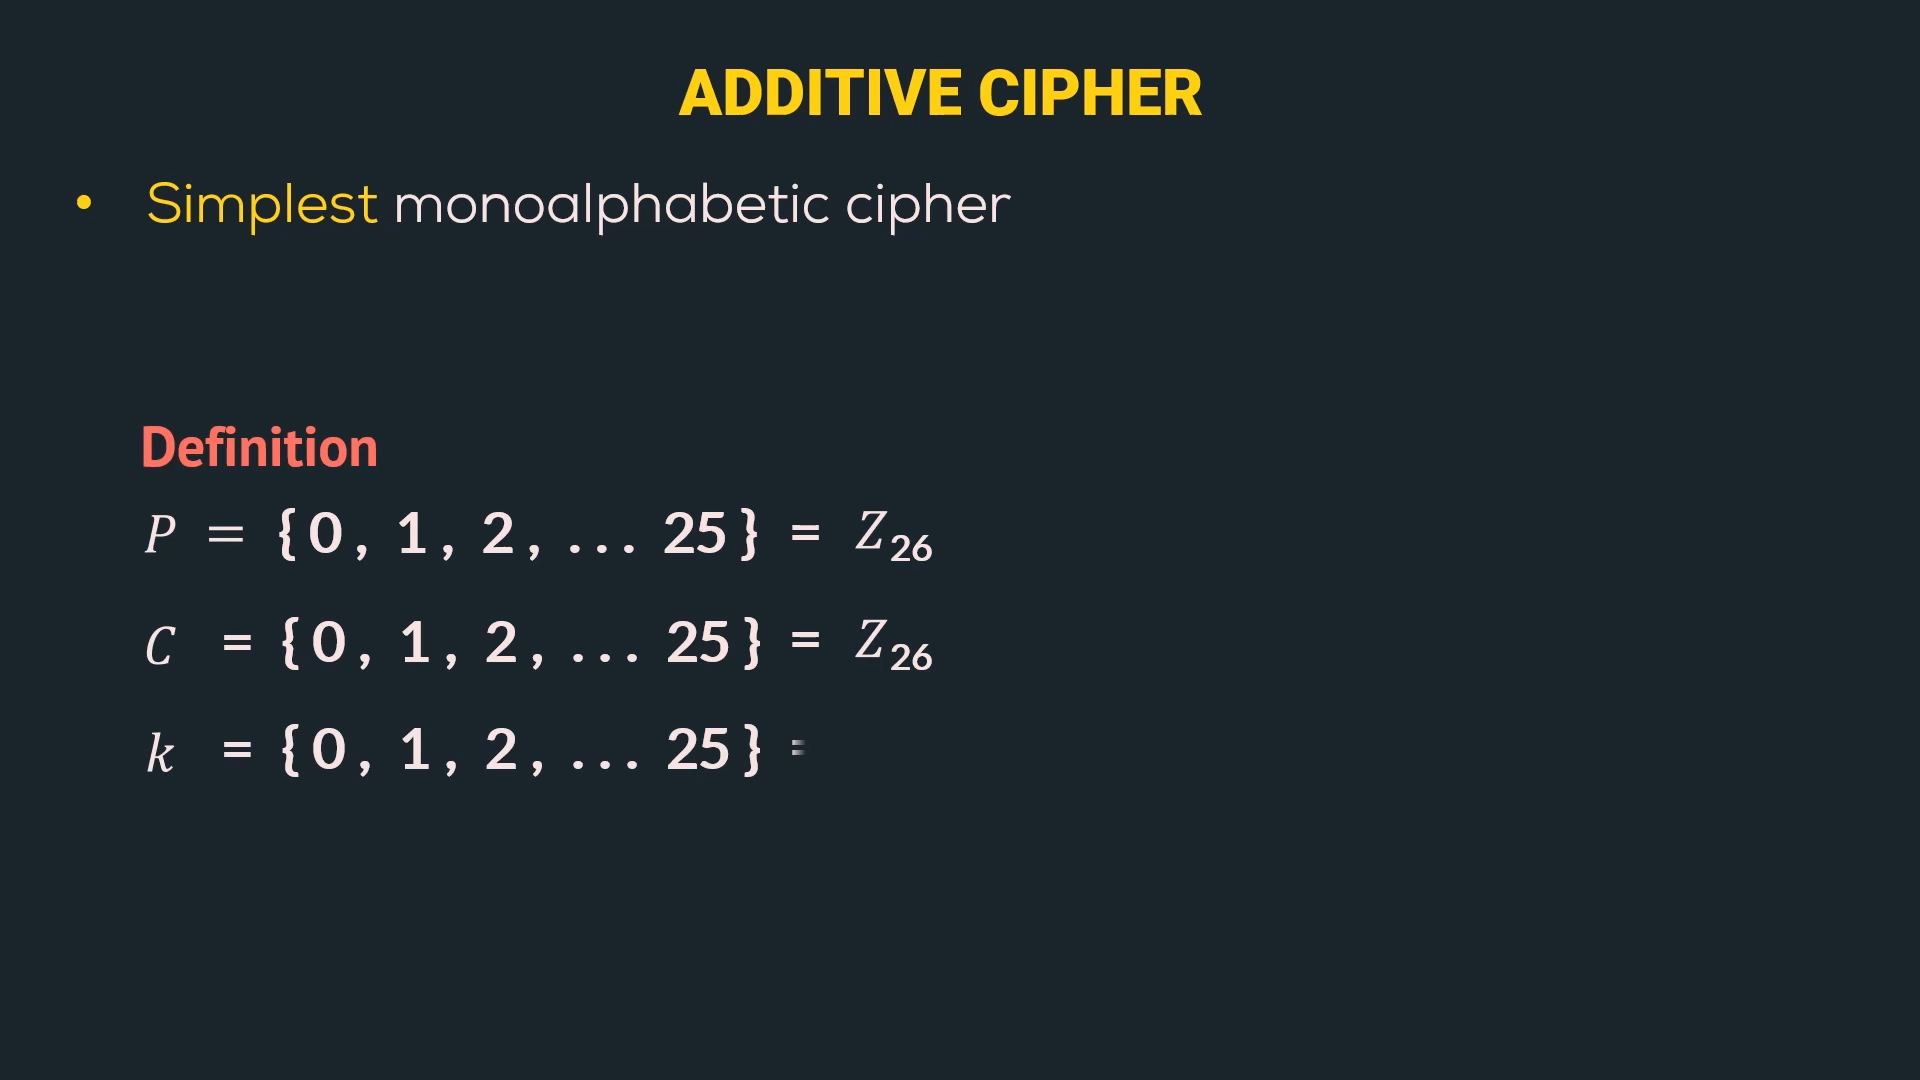 ADDITIVE CIPHER
• Simplest monoalphabetic cipher
Definition
P = {0, 1, 2, ... 25} = Z₂₆
C = {0, 1, 2, ... 25} = Z₂₆
k = {0, 1, 2, ... 25} =